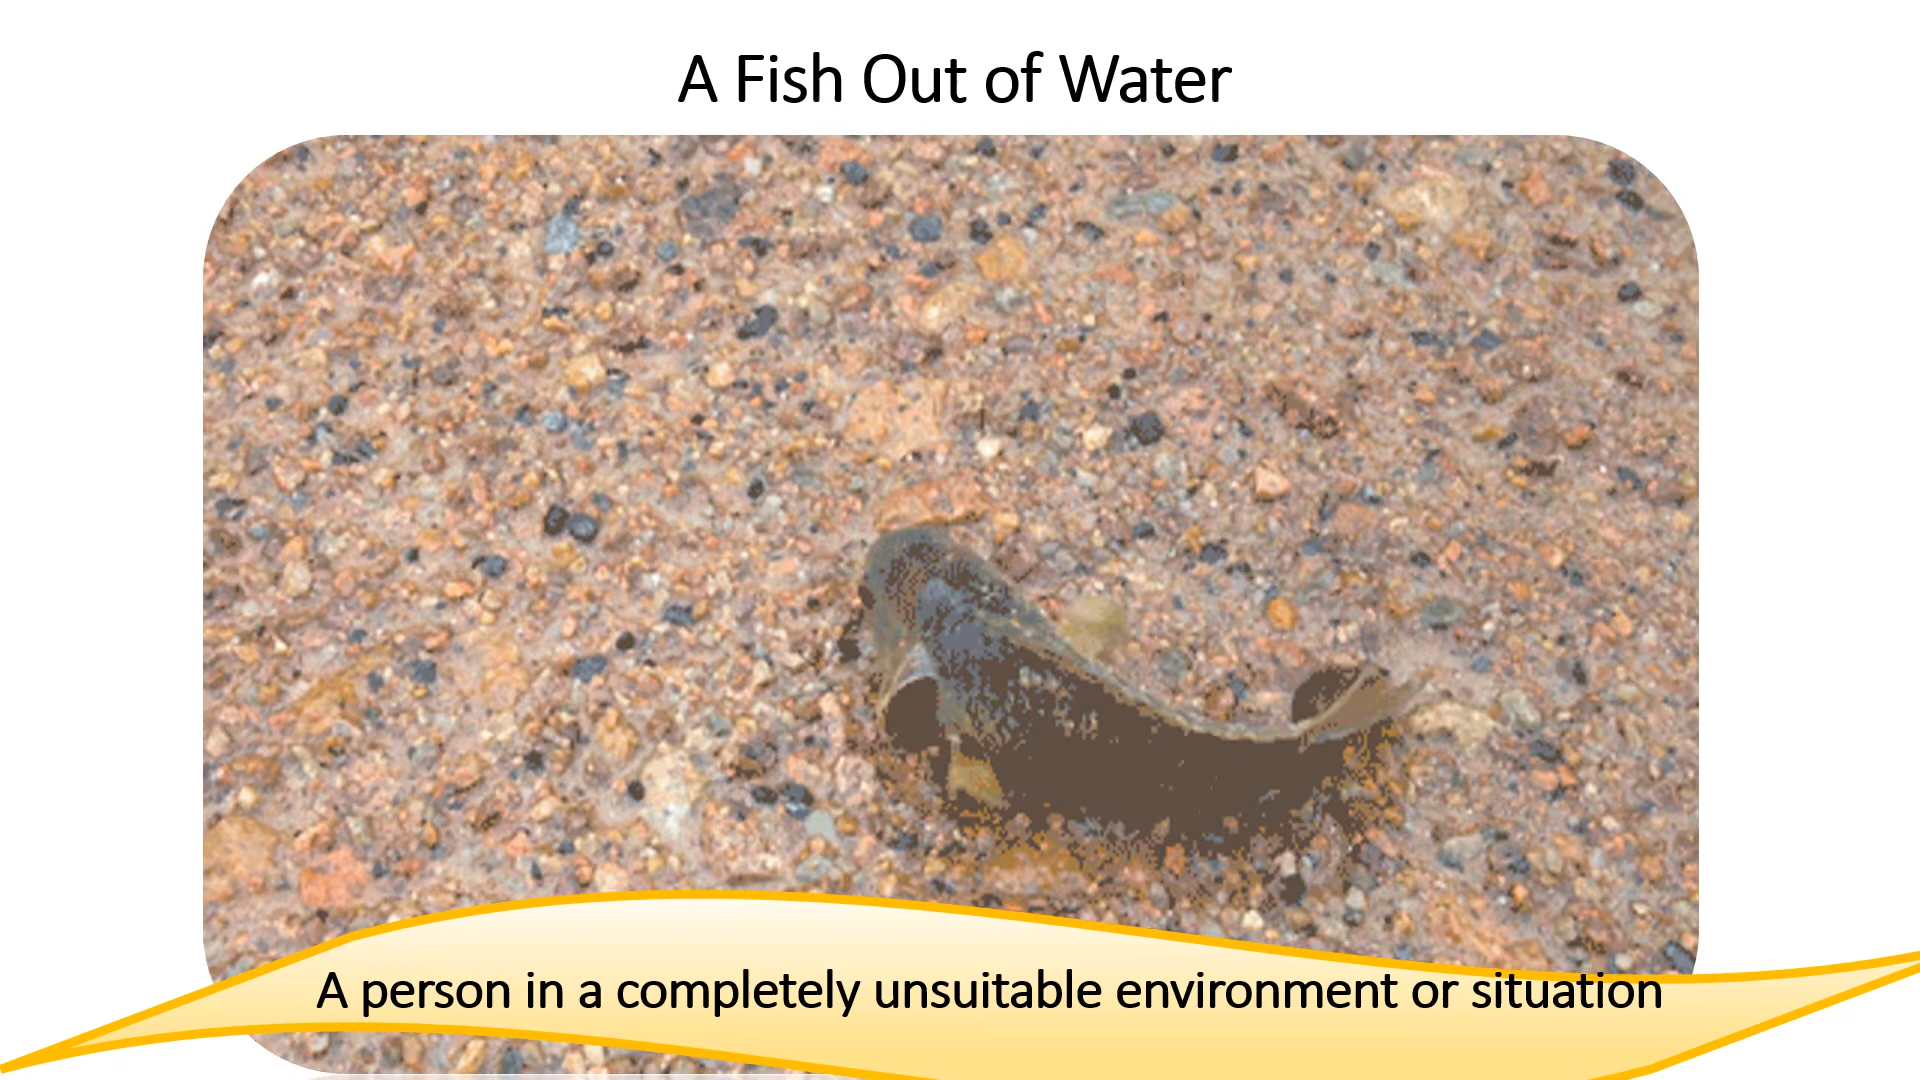 A Fish Out of Water
A person in a completely unsuitable environment or situation